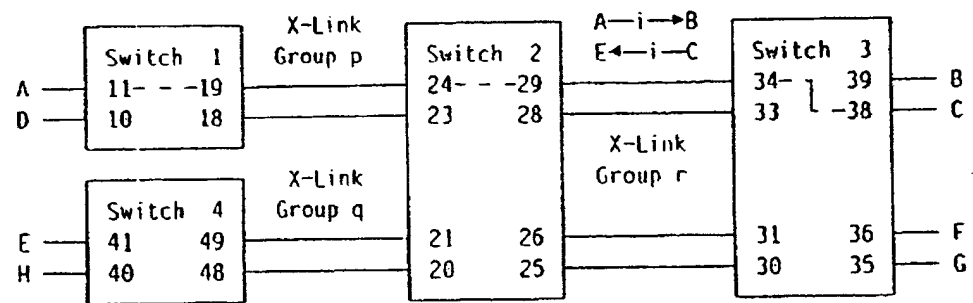 X-Link
Group p
A—i→B
E←i—C
Switch 1
Switch 2
Switch 3
A 11- - -19
24- - -29
34- 39 B
D 10 18
23 28
33 -38 C
X-Link
Group r
X-Link
Group q
Switch 4
E 41 49
21 26
31 36 F
H 40 48
20 25
30 35 G